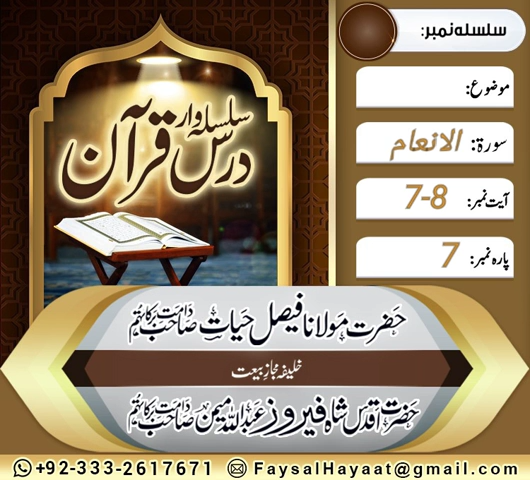 سلسلہ نمبر:
سلسلہ وار
درسِ قرآن
موضوع:
سورۃ: الانعام
آیت نمبر: 7-8
پارہ نمبر: 7
حضرت مولانا فیصل حیات صاحب دامت برکاتہم
خلیفہ مجازِ بیعت
حضرت اقدس شاہ فیروز عبداللہ میمن صاحب دامت برکاتہم
+92-333-2617671 FaysalHayaat@gmail.com